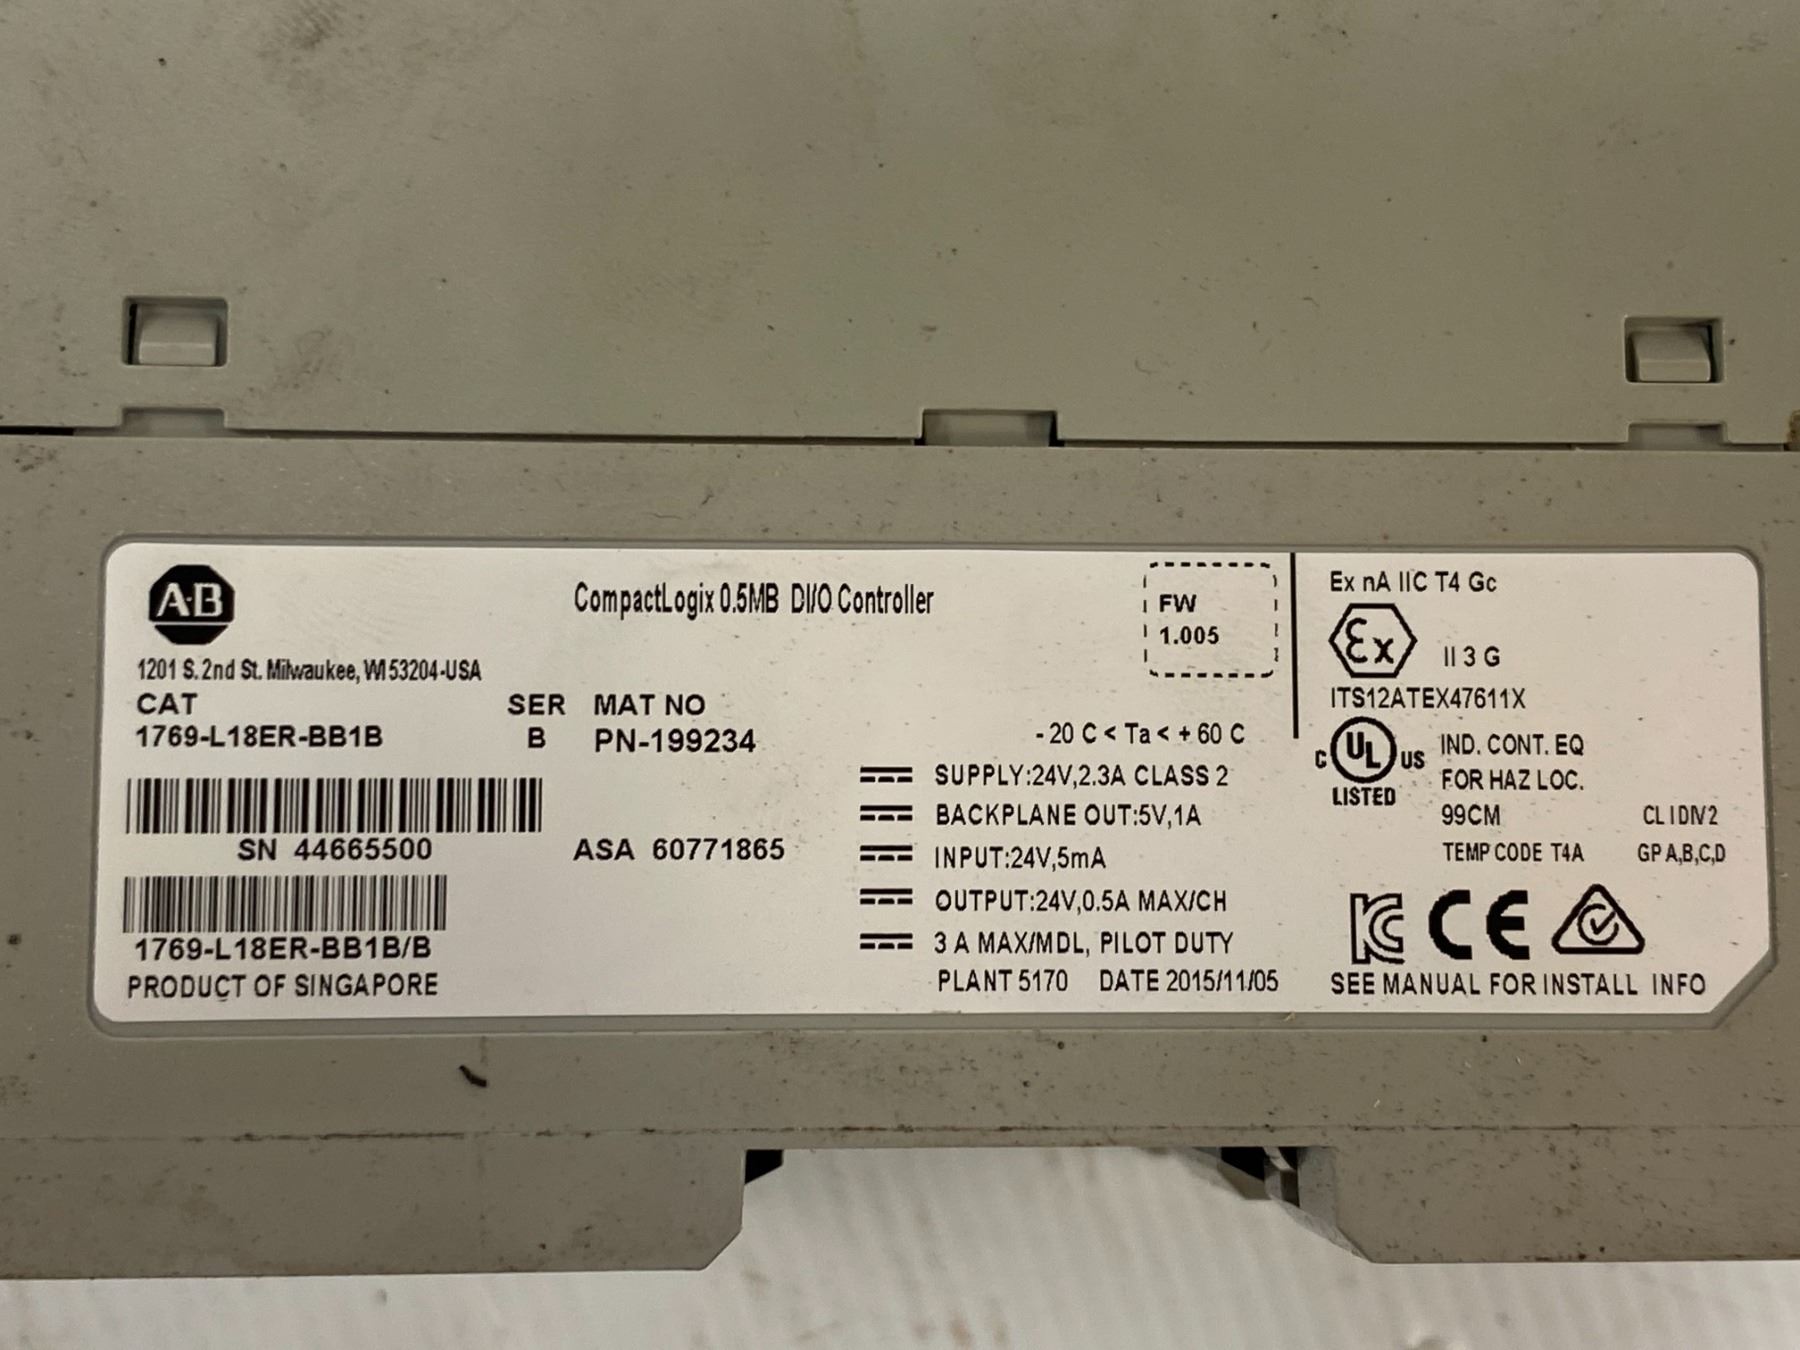 A-B
CompactLogix 0.5MB DI/O Controller
FW
1.005
1201 S. 2nd St. Milwaukee, WI 53204-USA
CAT SER MAT NO
1769-L18ER-BB1B B PN-199234
SN 44665500 ASA 60771865
1769-L18ER-BB1B/B
PRODUCT OF SINGAPORE
- 20 C < Ta < + 60 C
SUPPLY:24V,2.3A CLASS 2
BACKPLANE OUT:5V,1A
INPUT:24V,5mA
OUTPUT:24V,0.5A MAX/CH
3 A MAX/MDL, PILOT DUTY
PLANT 5170 DATE 2015/11/05
Ex nA IIC T4 Gc
Ex II 3 G
ITS12ATEX47611X
C UL US LISTED
IND. CONT. EQ
FOR HAZ LOC.
99CM CL I DIV 2
TEMP CODE T4A GP A,B,C,D
KC CE
SEE MANUAL FOR INSTALL INFO